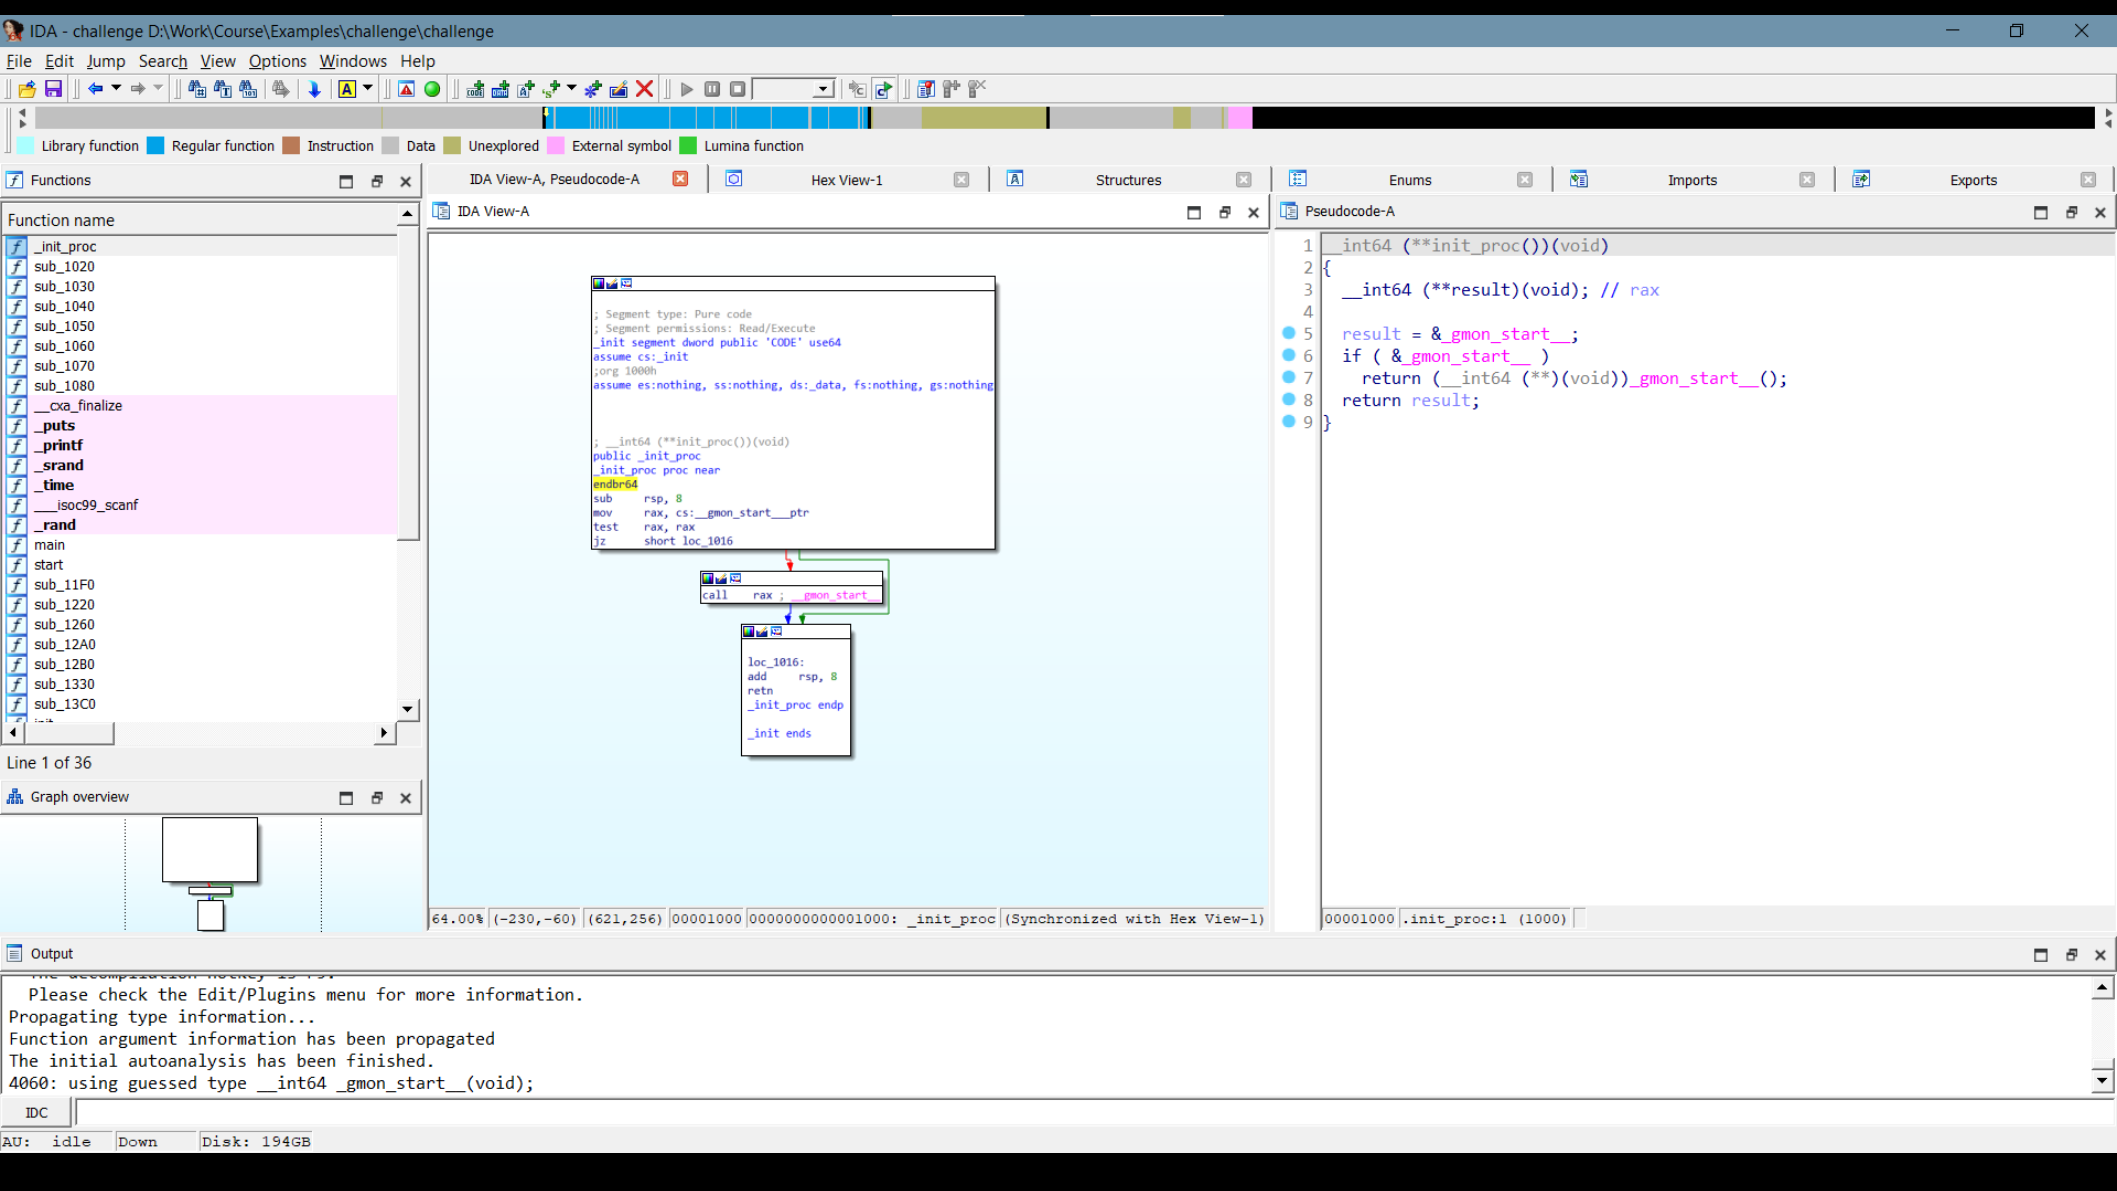 IDA - challenge D:\Work\Course\Examples\challenge\challenge
File Edit Jump Search View Options Windows Help
Library function Regular function Instruction Data Unexplored External symbol Lumina function
Functions
Function name
_init_proc
sub_1020
sub_1030
sub_1040
sub_1050
sub_1060
sub_1070
sub_1080
__cxa_finalize
_puts
_printf
_srand
_time
___isoc99_scanf
_rand
main
start
sub_11F0
sub_1220
sub_1260
sub_12A0
sub_12B0
sub_1330
sub_13C0
Line 1 of 36
Graph overview
IDA View-A, Pseudocode-A Hex View-1 Structures Enums Imports Exports
IDA View-A
; Segment type: Pure code
; Segment permissions: Read/Execute
_init segment dword public 'CODE' use64
assume cs:_init
;org 1000h
assume es:nothing, ss:nothing, ds:_data, fs:nothing, gs:nothing
; __int64 (**init_proc())(void)
public _init_proc
_init_proc proc near
endbr64
sub rsp, 8
mov rax, cs:__gmon_start___ptr
test rax, rax
jz short loc_1016
call rax ; __gmon_start__
loc_1016:
add rsp, 8
retn
_init_proc endp
_init ends
64.00% (-230,-60) (621,256) 00001000 0000000000001000: _init_proc (Synchronized with Hex View-1)
Pseudocode-A
1 __int64 (**init_proc())(void)
2 {
3 __int64 (**result)(void); // rax
4
5 result = &_gmon_start__;
6 if ( &_gmon_start__ )
7 return (__int64 (**)(void))_gmon_start__();
8 return result;
9 }
00001000 .init_proc:1 (1000)
Output
The decompilation hotkey is F5.
Please check the Edit/Plugins menu for more information.
Propagating type information...
Function argument information has been propagated
The initial autoanalysis has been finished.
4060: using guessed type __int64 _gmon_start__(void);
IDC
AU: idle Down Disk: 194GB